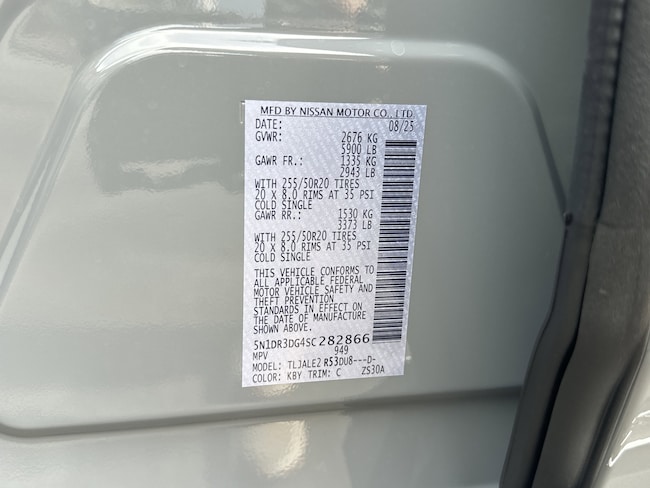 MFD BY NISSAN MOTOR CO., LTD.
DATE: 08/25
GVWR: 2676 KG
5900 LB
GAWR FR.: 1335 KG
2943 LB
WITH 255/50R20 TIRES
20 X 8.0 RIMS AT 35 PSI
COLD SINGLE
GAWR RR.: 1530 KG
3373 LB
WITH 255/50R20 TIRES
20 X 8.0 RIMS AT 35 PSI
COLD SINGLE
THIS VEHICLE CONFORMS TO
ALL APPLICABLE FEDERAL
MOTOR VEHICLE SAFETY AND
THEFT PREVENTION
STANDARDS IN EFFECT ON
THE DATE OF MANUFACTURE
SHOWN ABOVE.
5N1DR3DG4SC282866
MPV 949
MODEL: TLJALE2 R53DU8---D-
COLOR: KBY TRIM: C ZS30A